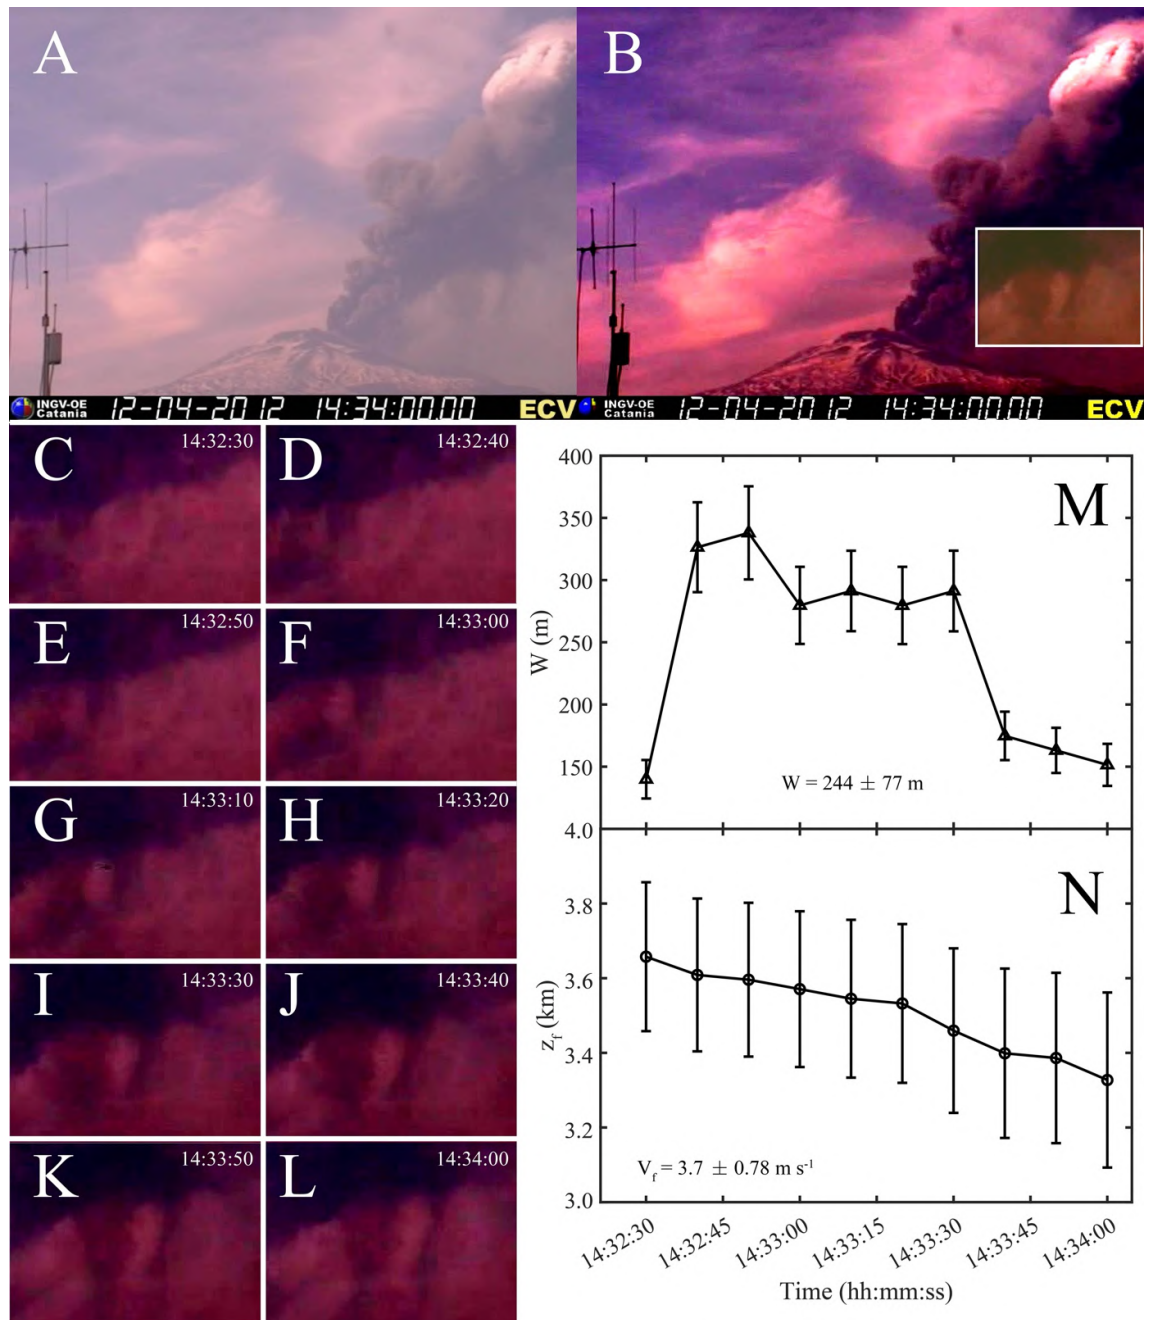 A
B
INGV-OE
Catania
12-04-2012 14:34:00.00
ECV
INGV-OE
Catania
12-04-2012 14:34:00.00
ECV
C
14:32:30
D
14:32:40
E
14:32:50
F
14:33:00
G
14:33:10
H
14:33:20
I
14:33:30
J
14:33:40
K
14:33:50
L
14:34:00
M
400
350
300
250
200
150
W (m)
W = 244 ± 77 m
N
4.0
3.8
3.6
3.4
3.2
3.0
z_f (km)
V_f = 3.7 ± 0.78 m s⁻¹
14:32:30
14:32:45
14:33:00
14:33:15
14:33:30
14:33:45
14:34:00
Time (hh:mm:ss)